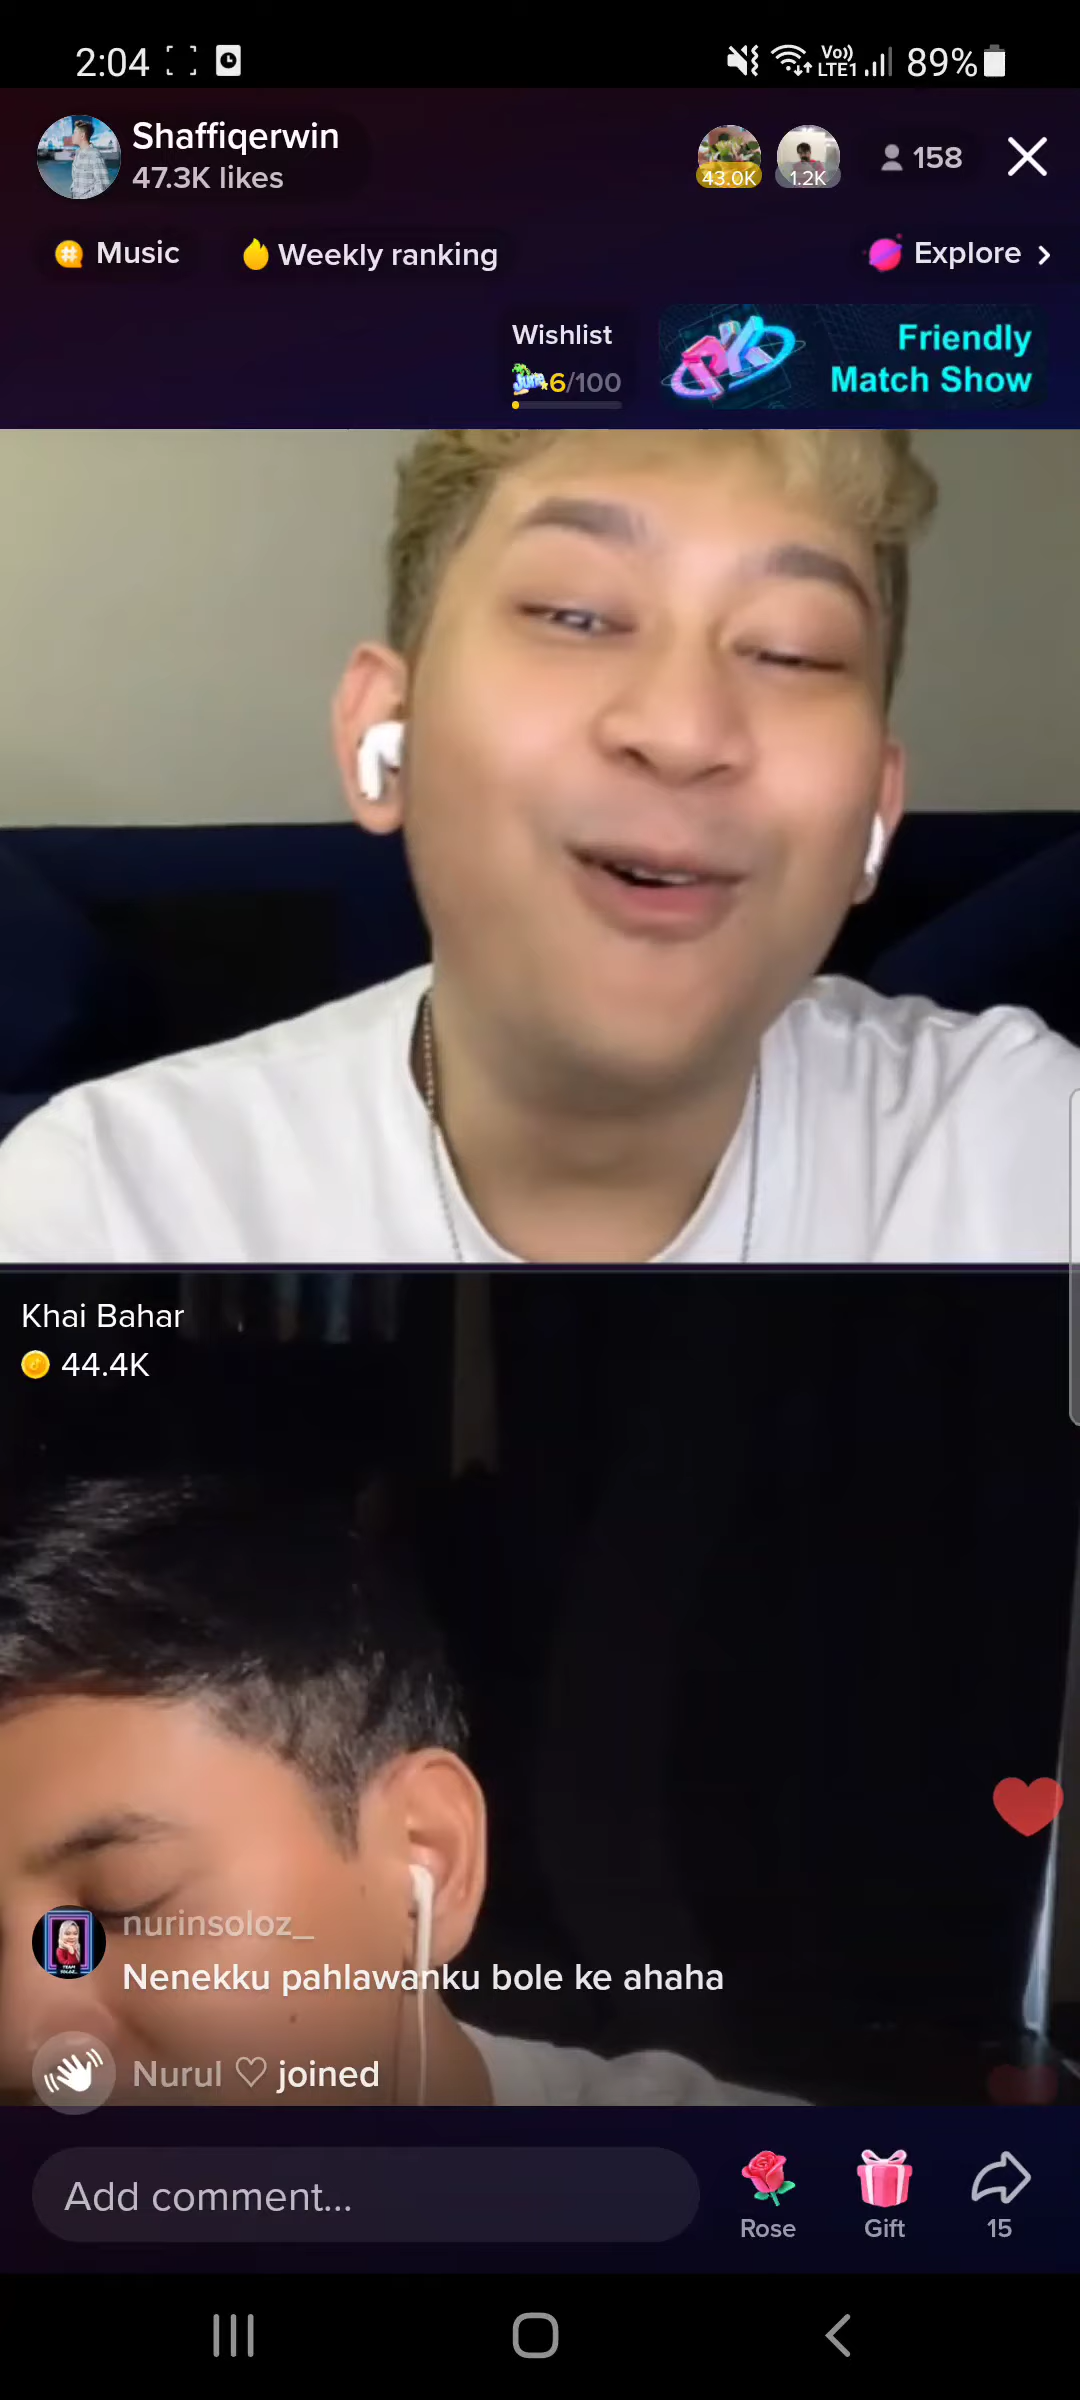 2:04
Vo))
LTE1
89%
Shaffiqerwin
47.3K likes
43.0K
1.2K
158
Music
Weekly ranking
Explore
Wishlist
6/100
Friendly
Match Show
Khai Bahar
44.4K
nurinsoloz_
Nenekku pahlawanku bole ke ahaha
Nurul ♡ joined
Add comment...
Rose
Gift
15